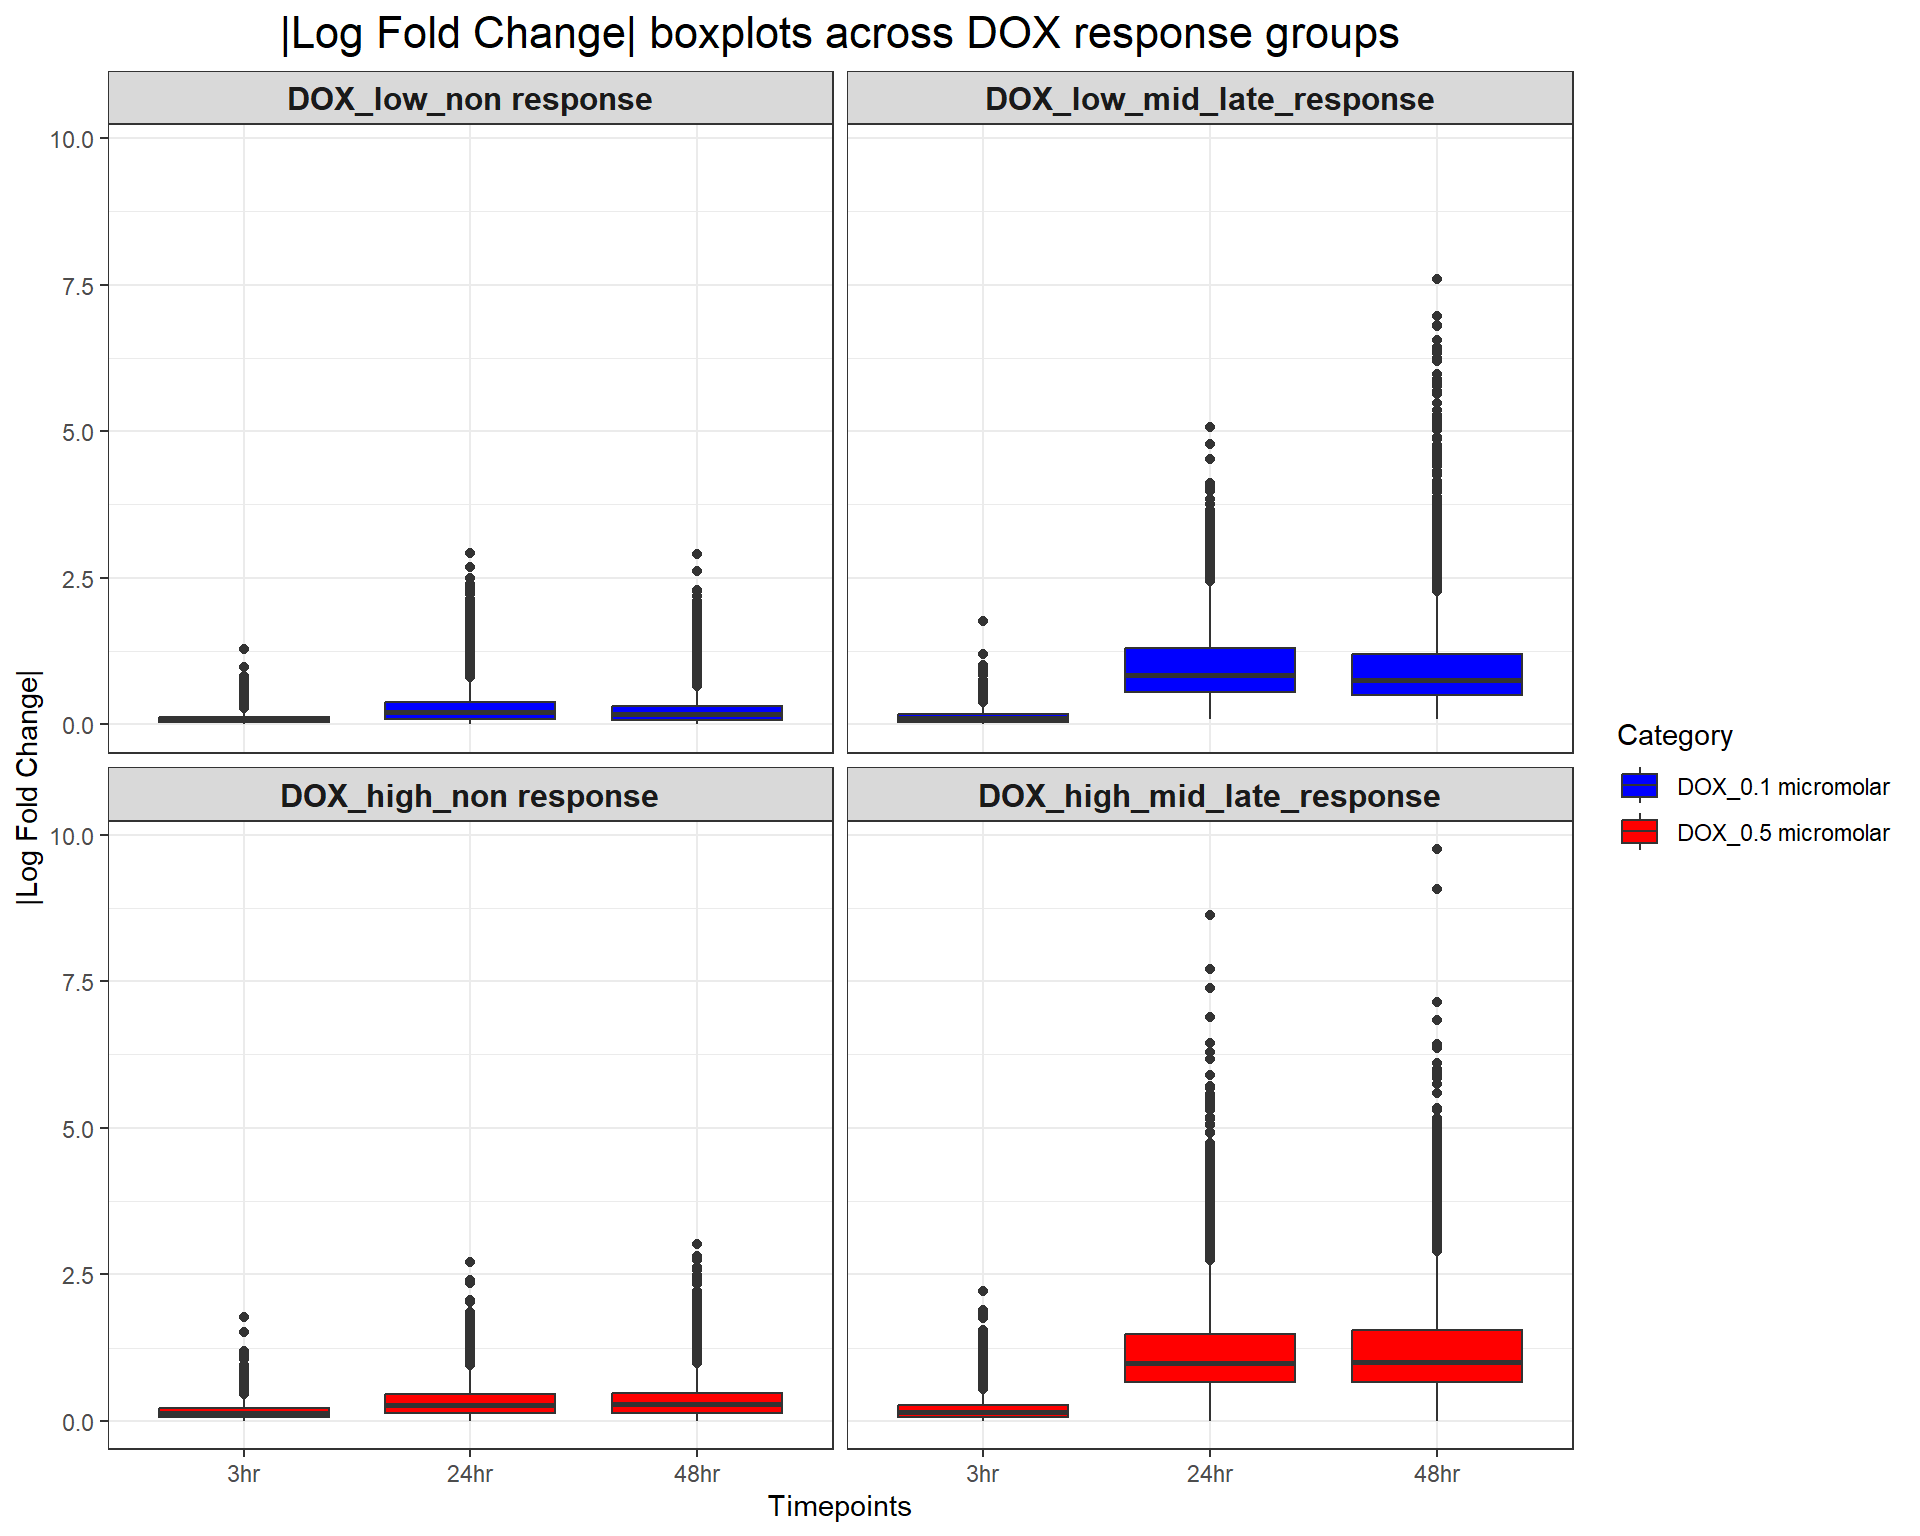 |Log Fold Change| boxplots across DOX response groups
DOX_low_non response
DOX_low_mid_late_response
10.0
7.5
5.0
2.5
0.0
DOX_high_non response
DOX_high_mid_late_response
10.0
7.5
5.0
2.5
0.0
|Log Fold Change|
3hr
24hr
48hr
3hr
24hr
48hr
Timepoints
Category
DOX_0.1 micromolar
DOX_0.5 micromolar